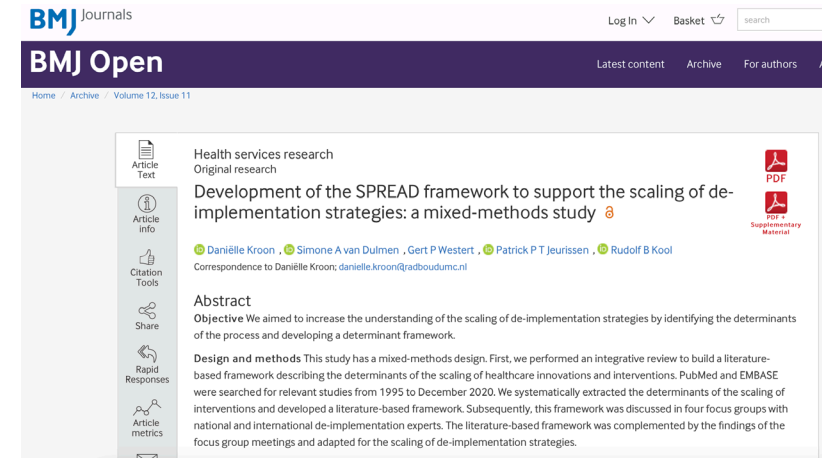 BMJ Journals
Log In
Basket
search
BMJ Open
Latest content
Archive
For authors
Home / Archive / Volume 12, Issue 11
Article
Text
Article
info
Citation
Tools
Share
Rapid
Responses
Article
metrics
Health services research
Original research
Development of the SPREAD framework to support the scaling of de-
implementation strategies: a mixed-methods study
PDF
PDF +
Supplementary
Material
Daniëlle Kroon , Simone A van Dulmen , Gert P Westert , Patrick P T Jeurissen , Rudolf B Kool
Correspondence to Daniëlle Kroon; danielle.kroon@radboudumc.nl
Abstract
Objective We aimed to increase the understanding of the scaling of de-implementation strategies by identifying the determinants
of the process and developing a determinant framework.
Design and methods This study has a mixed-methods design. First, we performed an integrative review to build a literature-
based framework describing the determinants of the scaling of healthcare innovations and interventions. PubMed and EMBASE
were searched for relevant studies from 1995 to December 2020. We systematically extracted the determinants of the scaling of
interventions and developed a literature-based framework. Subsequently, this framework was discussed in four focus groups with
national and international de-implementation experts. The literature-based framework was complemented by the findings of the
focus group meetings and adapted for the scaling of de-implementation strategies.